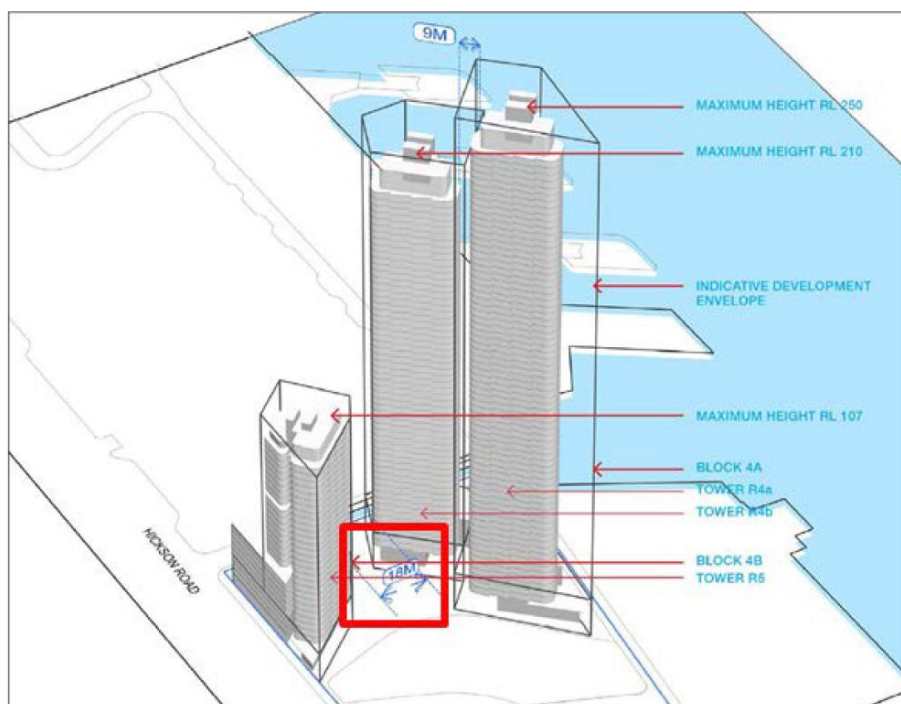 9M
MAXIMUM HEIGHT RL 250
MAXIMUM HEIGHT RL 210
INDICATIVE DEVELOPMENT
ENVELOPE
MAXIMUM HEIGHT RL 107
BLOCK 4A
TOWER R4a
TOWER R4b
HICKSON ROAD
BLOCK 4B
18M
TOWER R5